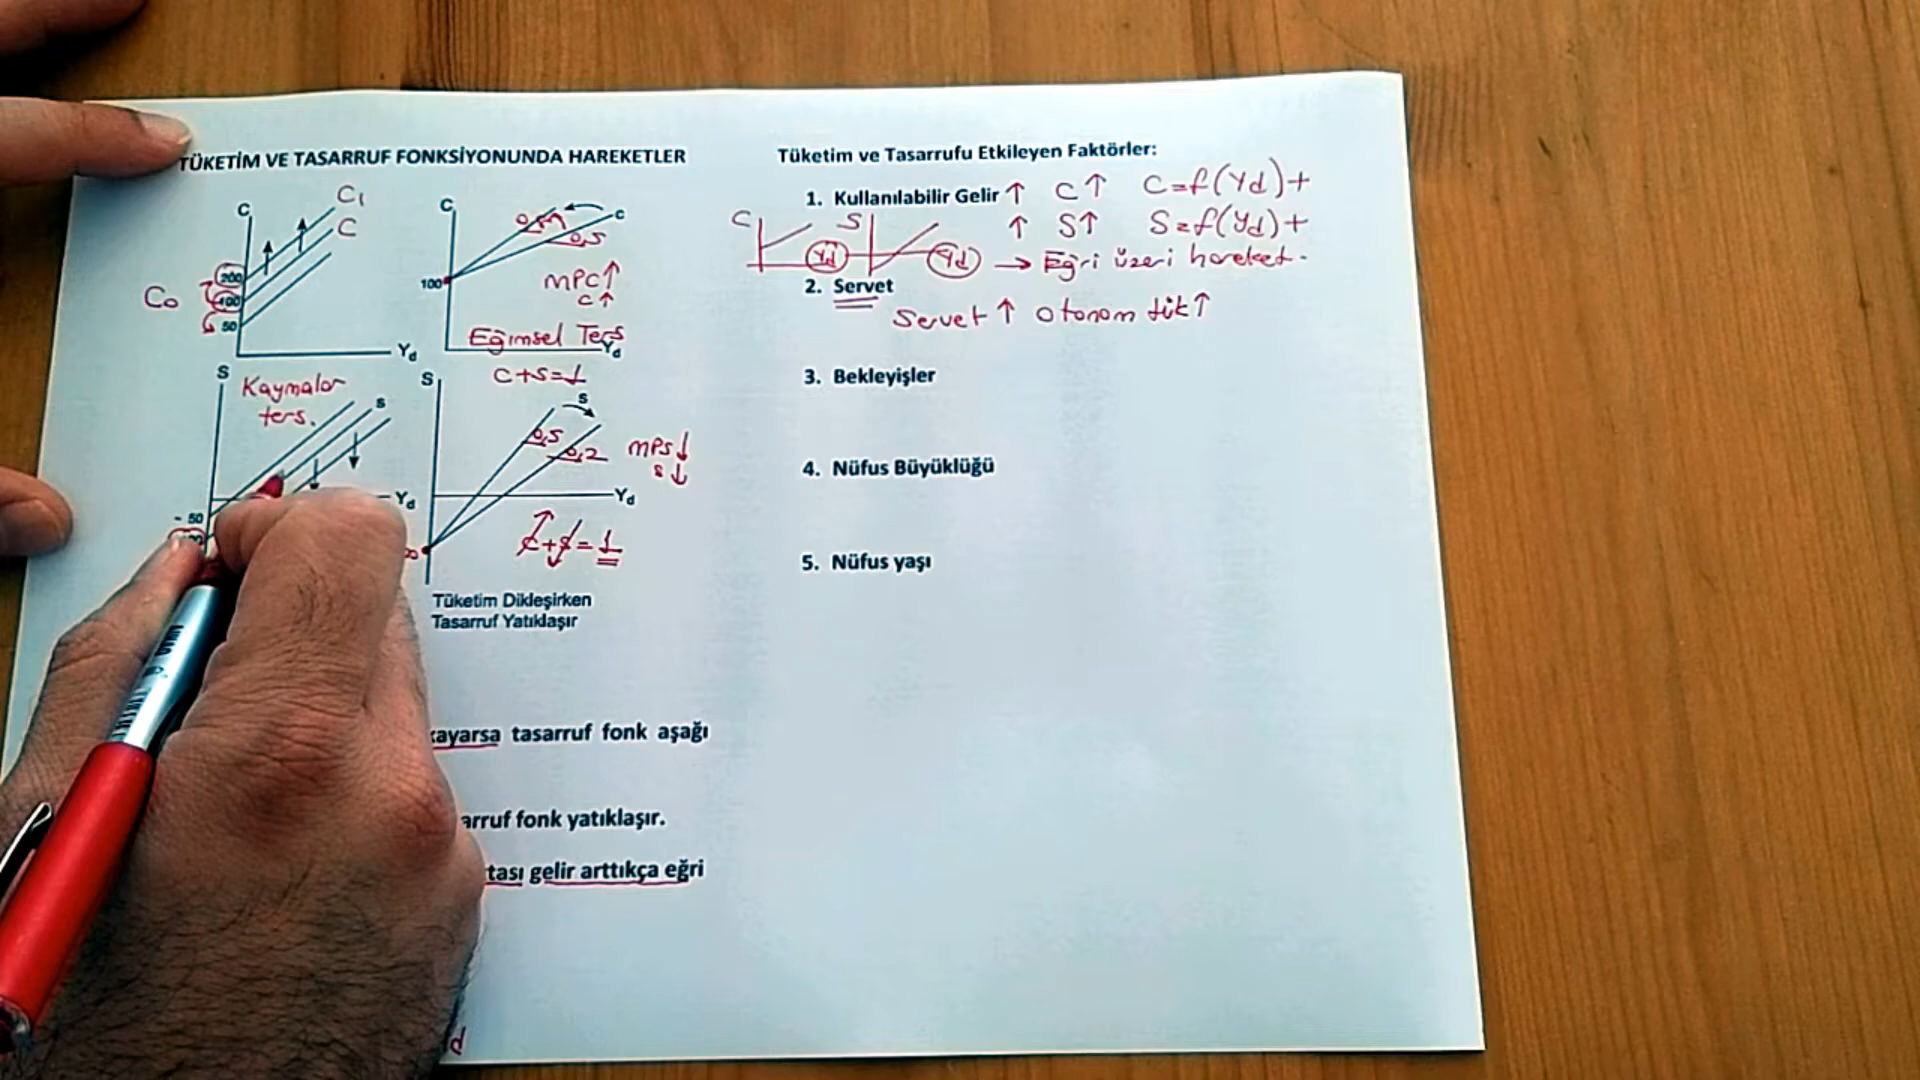 TÜKETİM VE TASARRUF FONKSİYONUNDA HAREKETLER
C
C1
C
200
100
50
C0
Yd
C
0,5
c
100
MPC↑
C↑
Eğimsel Ters
Yd
S
Kaymalar
ters.
s
Yd
- 50
S
C+S=1
s
0,5
0,2
MPS↓
s↓
Yd
c+s=1
Tüketim Dikleşirken
Tasarruf Yatıklaşır
kayarsa tasarruf fonk aşağı
arruf fonk yatıklaşır.
tası gelir arttıkça eğri
d
Tüketim ve Tasarrufu Etkileyen Faktörler:
1. Kullanılabilir Gelir ↑ C↑ C=f(Yd)+
↑ S↑ S=f(Yd)+
C Yd S Yd → Eğri üzeri hareket.
2. Servet
Servet ↑ otonom tük↑
3. Bekleyişler
4. Nüfus Büyüklüğü
5. Nüfus yaşı